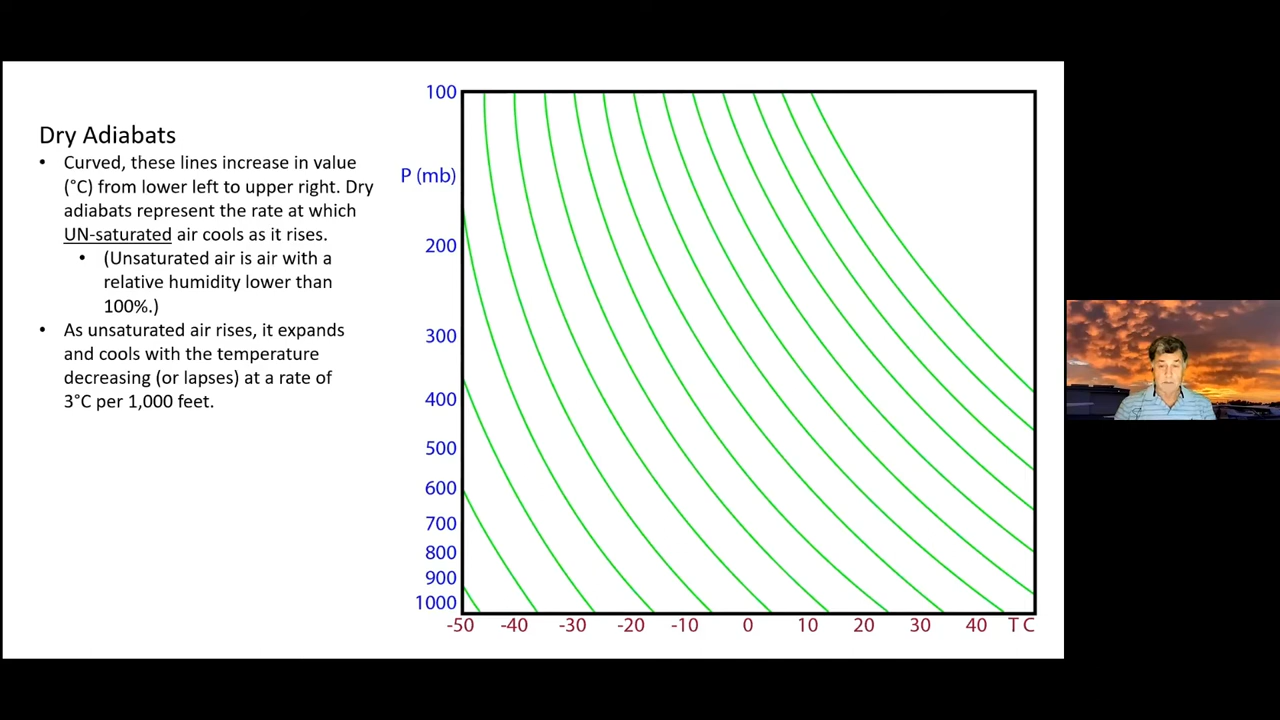 Dry Adiabats
• Curved, these lines increase in value
(°C) from lower left to upper right. Dry
adiabats represent the rate at which
UN-saturated air cools as it rises.
• (Unsaturated air is air with a
relative humidity lower than
100%.)
• As unsaturated air rises, it expands
and cools with the temperature
decreasing (or lapses) at a rate of
3°C per 1,000 feet.
100
P (mb)
200
300
400
500
600
700
800
900
1000
-50 -40 -30 -20 -10 0 10 20 30 40 T C